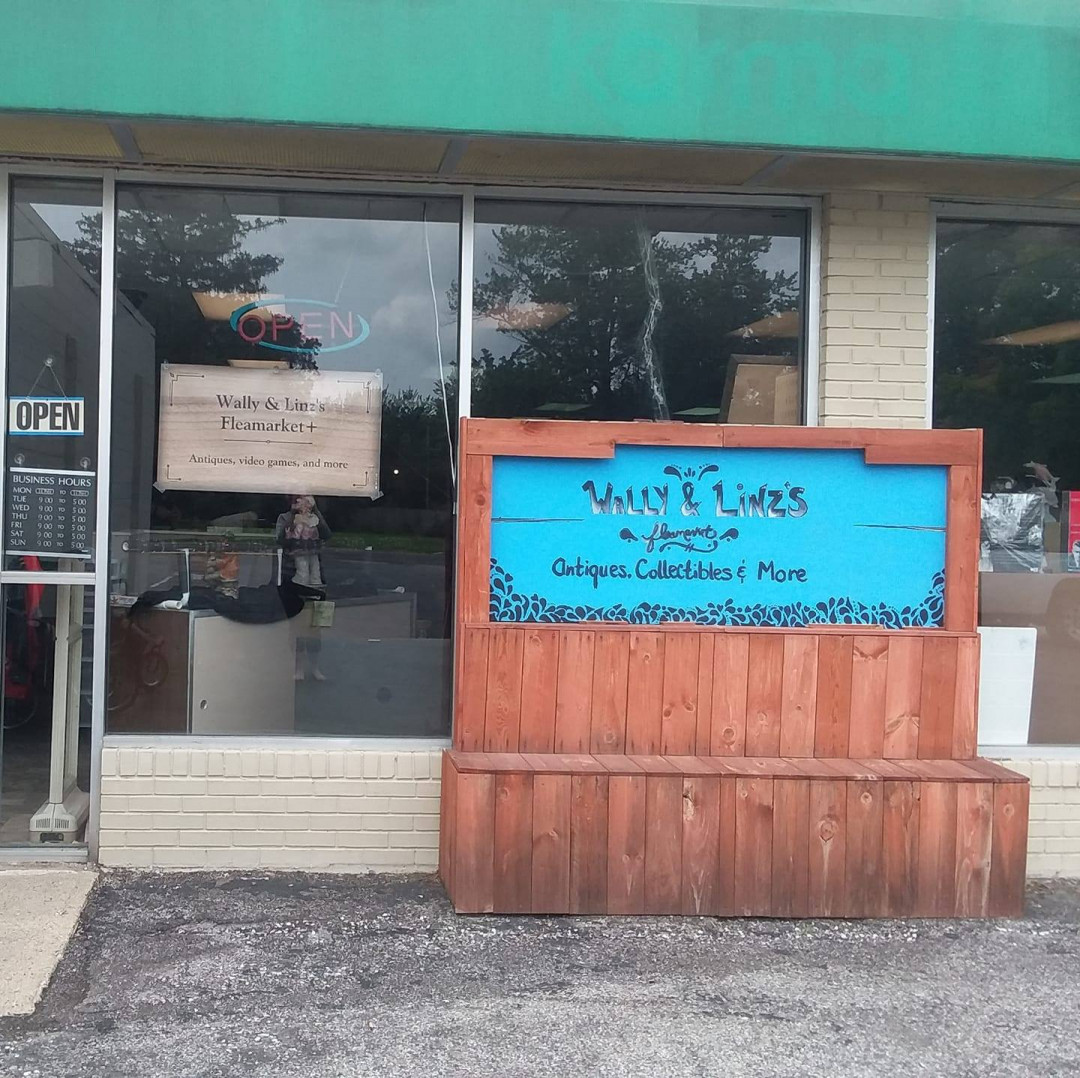 karma
OPEN
Wally & Linz's
Fleamarket+
Antiques, video games, and more
OPEN
BUSINESS HOURS
MON TO
TUE 9 00 TO 5 00
WED 9 00 TO 5 00
THU 9 00 TO 5 00
FRI 9 00 TO 5 00
SAT 9 00 TO 5 00
SUN 9 00 TO 5 00
WALLY & LINZ'S
fleamarket
Antiques, Collectibles & More